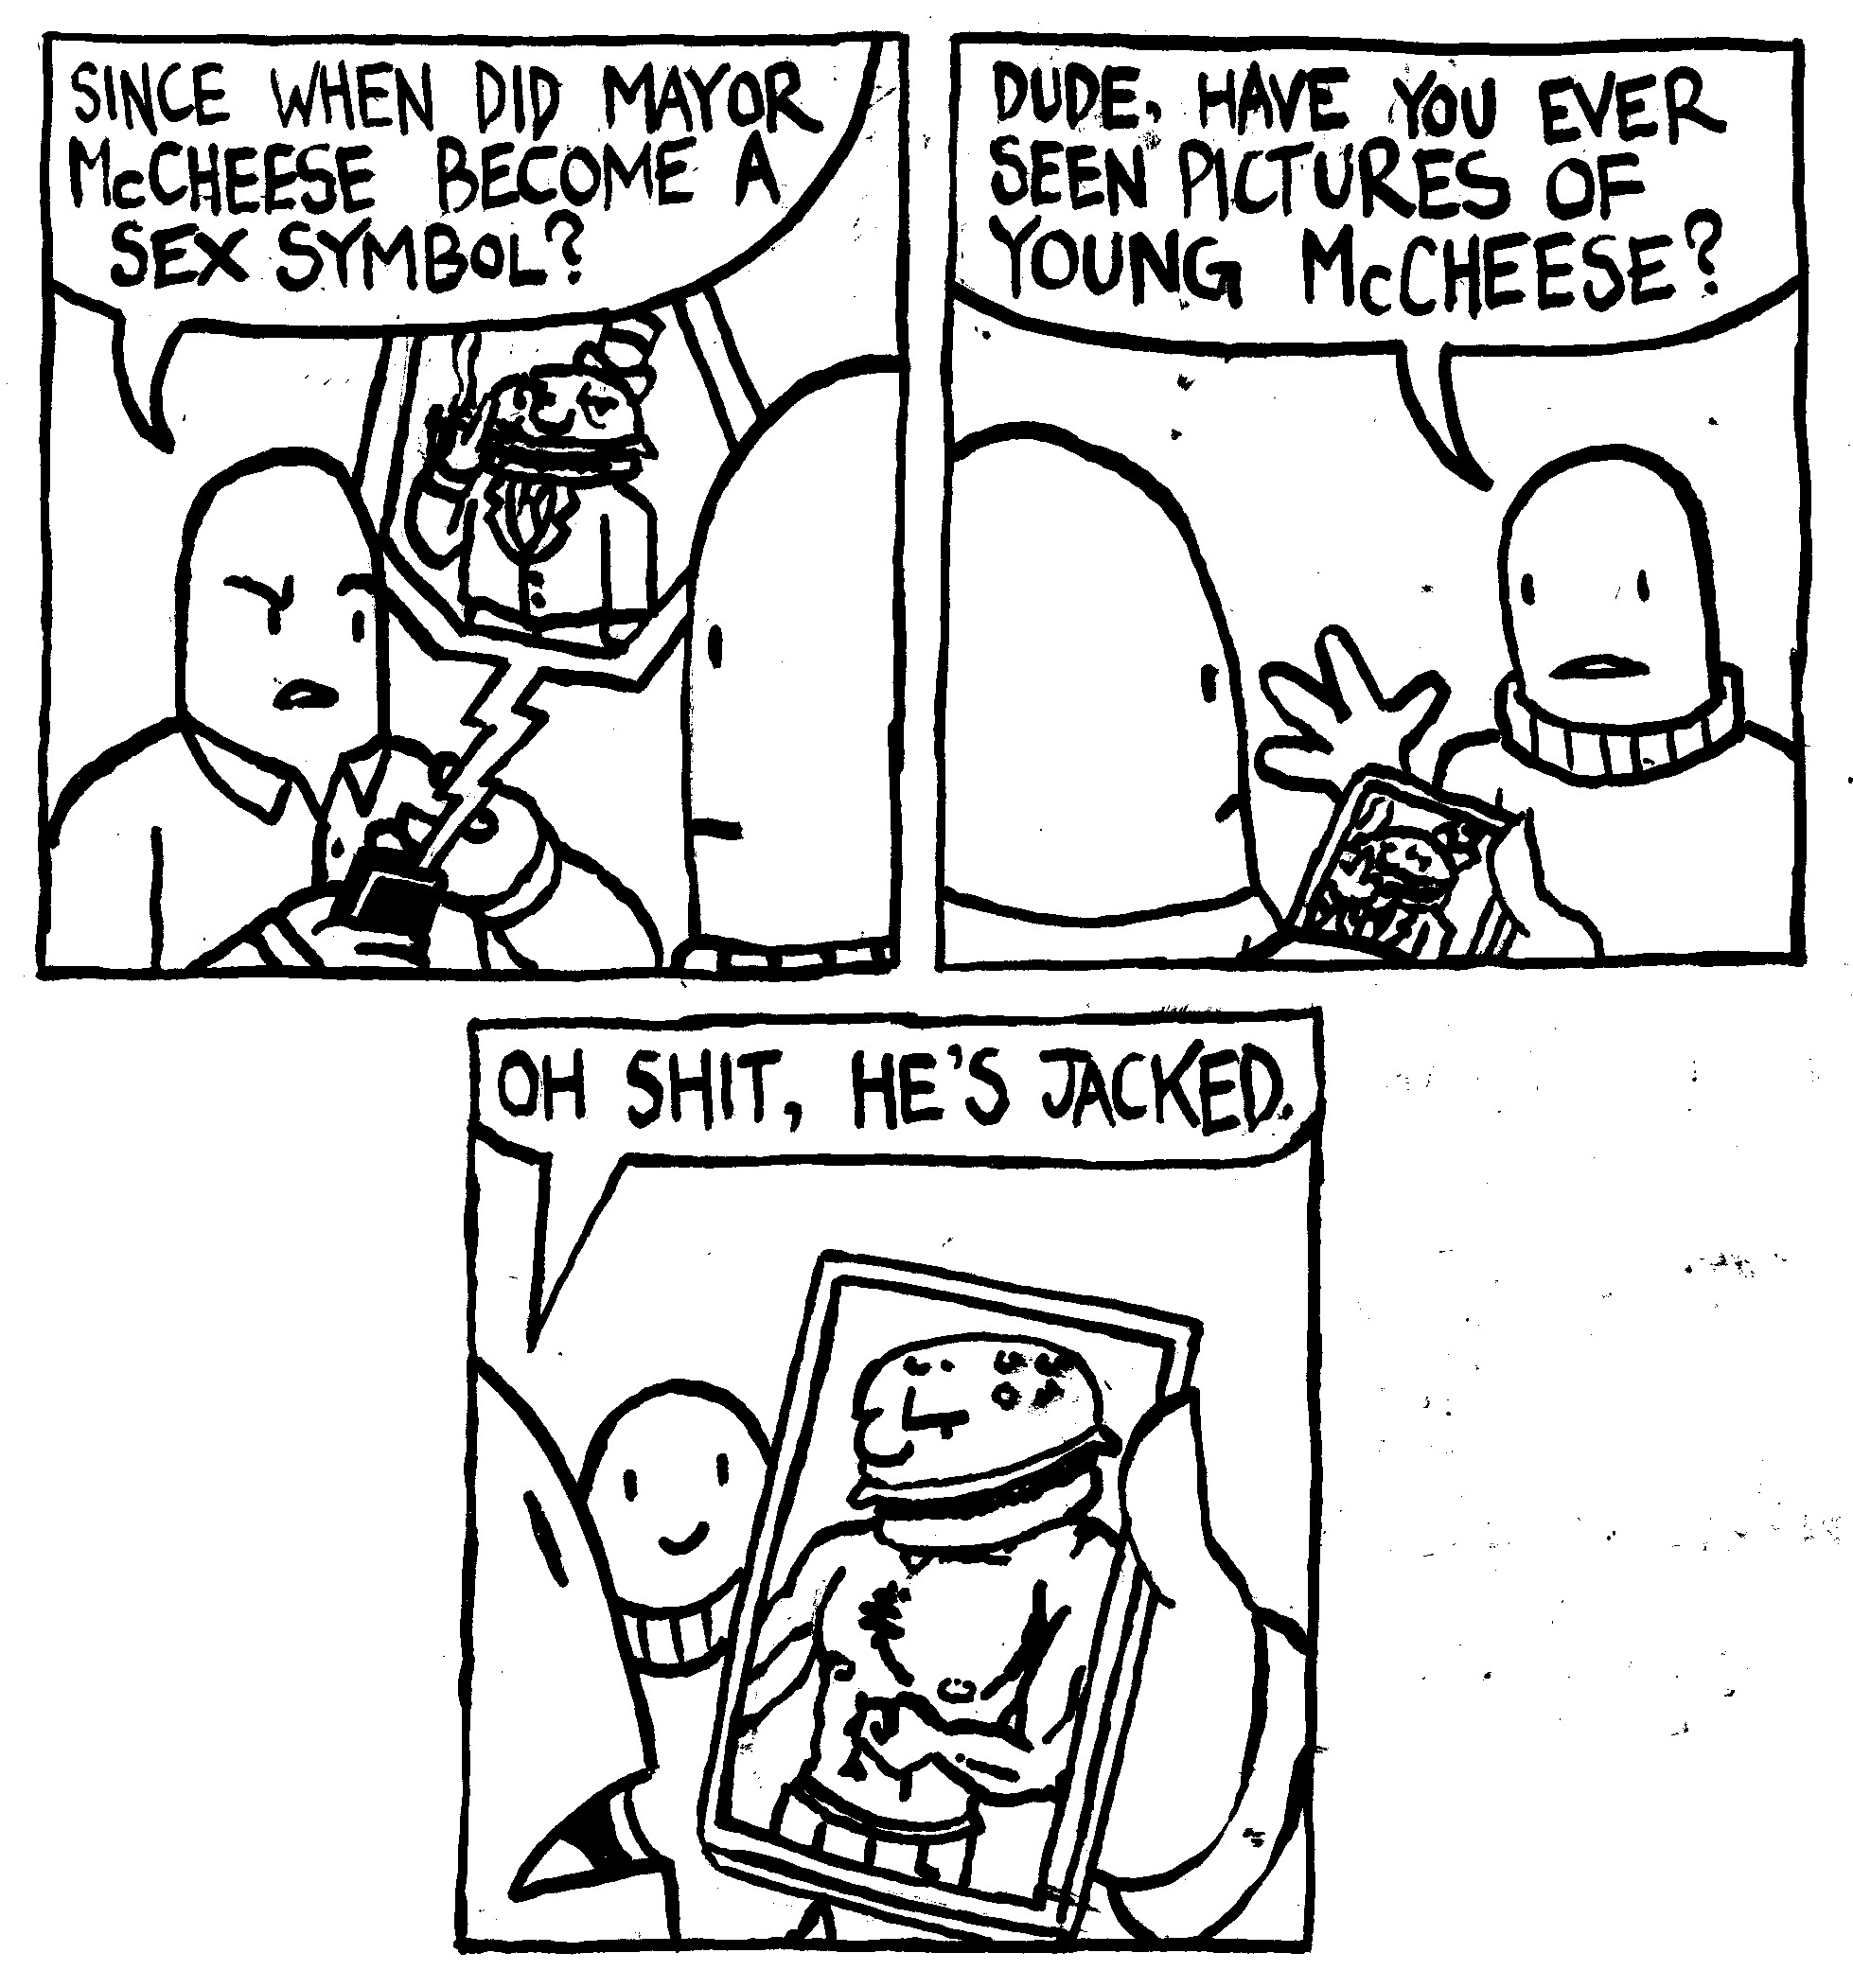 SINCE WHEN DID MAYOR
McCHEESE BECOME A
SEX SYMBOL?
DUDE, HAVE YOU EVER
SEEN PICTURES OF
YOUNG McCHEESE?
OH SHIT, HE'S JACKED.